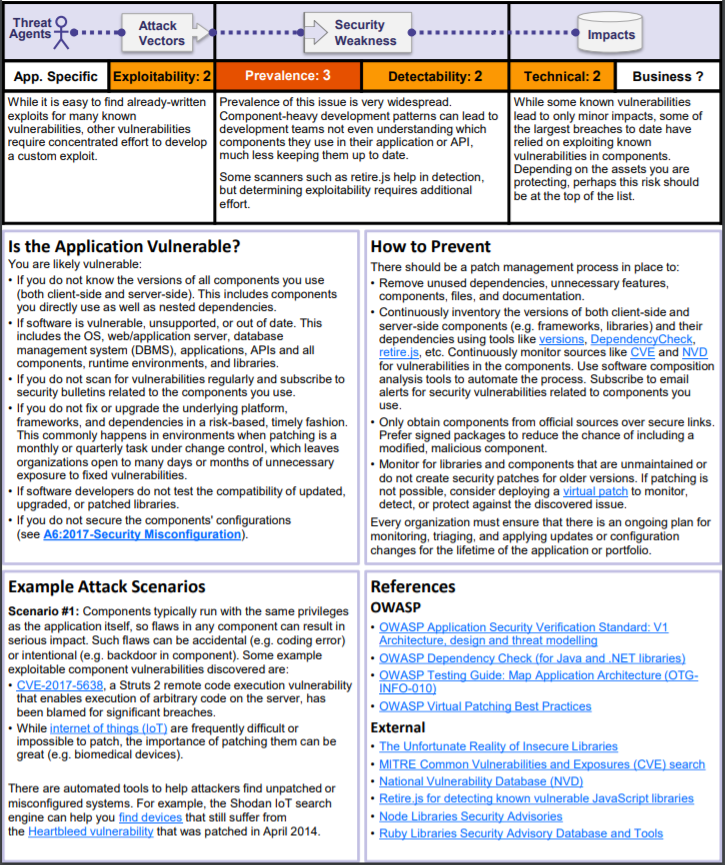 Threat
Agents
Attack
Vectors
Security
Weakness
Impacts
App. Specific
Exploitability: 2
Prevalence: 3
Detectability: 2
Technical: 2
Business ?
While it is easy to find already-written
exploits for many known
vulnerabilities, other vulnerabilities
require concentrated effort to develop
a custom exploit.
Prevalence of this issue is very widespread.
Component-heavy development patterns can lead to
development teams not even understanding which
components they use in their application or API,
much less keeping them up to date.
Some scanners such as retire.js help in detection,
but determining exploitability requires additional
effort.
While some known vulnerabilities
lead to only minor impacts, some of
the largest breaches to date have
relied on exploiting known
vulnerabilities in components.
Depending on the assets you are
protecting, perhaps this risk should
be at the top of the list.
Is the Application Vulnerable?
You are likely vulnerable:
• If you do not know the versions of all components you use
(both client-side and server-side). This includes components
you directly use as well as nested dependencies.
• If software is vulnerable, unsupported, or out of date. This
includes the OS, web/application server, database
management system (DBMS), applications, APIs and all
components, runtime environments, and libraries.
• If you do not scan for vulnerabilities regularly and subscribe to
security bulletins related to the components you use.
• If you do not fix or upgrade the underlying platform,
frameworks, and dependencies in a risk-based, timely fashion.
This commonly happens in environments when patching is a
monthly or quarterly task under change control, which leaves
organizations open to many days or months of unnecessary
exposure to fixed vulnerabilities.
• If software developers do not test the compatibility of updated,
upgraded, or patched libraries.
• If you do not secure the components' configurations
(see A6:2017-Security Misconfiguration).
How to Prevent
There should be a patch management process in place to:
• Remove unused dependencies, unnecessary features,
components, files, and documentation.
• Continuously inventory the versions of both client-side and
server-side components (e.g. frameworks, libraries) and their
dependencies using tools like versions, DependencyCheck,
retire.js, etc. Continuously monitor sources like CVE and NVD
for vulnerabilities in the components. Use software composition
analysis tools to automate the process. Subscribe to email
alerts for security vulnerabilities related to components you
use.
• Only obtain components from official sources over secure links.
Prefer signed packages to reduce the chance of including a
modified, malicious component.
• Monitor for libraries and components that are unmaintained or
do not create security patches for older versions. If patching is
not possible, consider deploying a virtual patch to monitor,
detect, or protect against the discovered issue.
Every organization must ensure that there is an ongoing plan for
monitoring, triaging, and applying updates or configuration
changes for the lifetime of the application or portfolio.
Example Attack Scenarios
Scenario #1: Components typically run with the same privileges
as the application itself, so flaws in any component can result in
serious impact. Such flaws can be accidental (e.g. coding error)
or intentional (e.g. backdoor in component). Some example
exploitable component vulnerabilities discovered are:
• CVE-2017-5638, a Struts 2 remote code execution vulnerability
that enables execution of arbitrary code on the server, has
been blamed for significant breaches.
• While internet of things (IoT) are frequently difficult or
impossible to patch, the importance of patching them can be
great (e.g. biomedical devices).
There are automated tools to help attackers find unpatched or
misconfigured systems. For example, the Shodan IoT search
engine can help you find devices that still suffer from
the Heartbleed vulnerability that was patched in April 2014.
References
OWASP
• OWASP Application Security Verification Standard: V1
Architecture, design and threat modelling
• OWASP Dependency Check (for Java and .NET libraries)
• OWASP Testing Guide: Map Application Architecture (OTG-
INFO-010)
• OWASP Virtual Patching Best Practices
External
• The Unfortunate Reality of Insecure Libraries
• MITRE Common Vulnerabilities and Exposures (CVE) search
• National Vulnerability Database (NVD)
• Retire.js for detecting known vulnerable JavaScript libraries
• Node Libraries Security Advisories
• Ruby Libraries Security Advisory Database and Tools